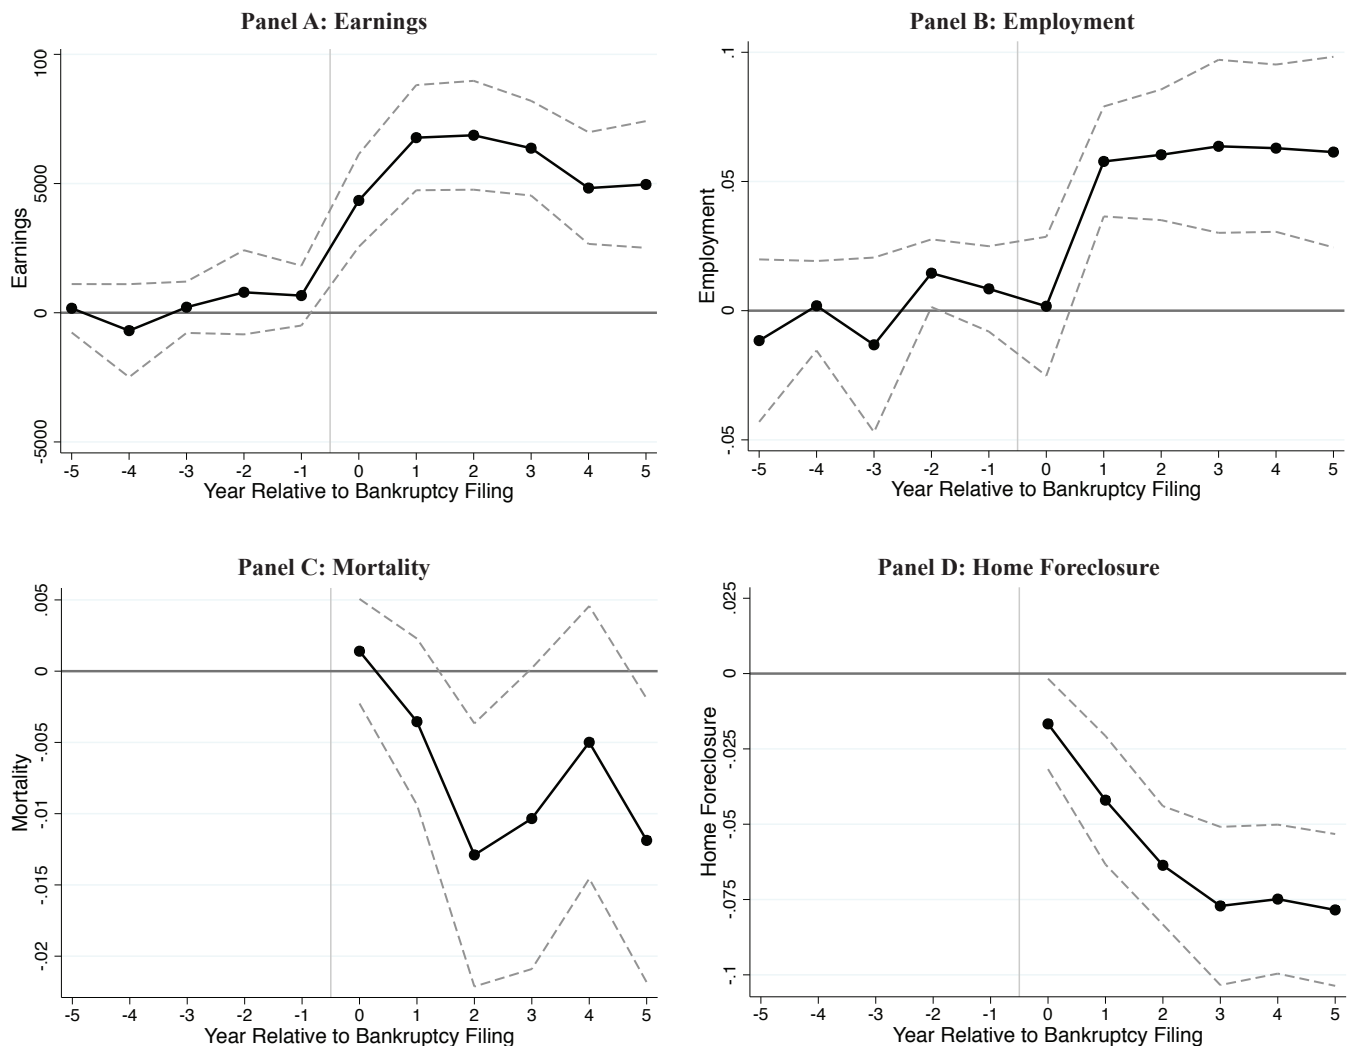 Panel A: Earnings
Earnings
100
5000
0
-5000
-5 -4 -3 -2 -1 0 1 2 3 4 5
Year Relative to Bankruptcy Filing
Panel B: Employment
Employment
.1
.05
0
-.05
-5 -4 -3 -2 -1 0 1 2 3 4 5
Year Relative to Bankruptcy Filing
Panel C: Mortality
Mortality
.005
0
-.005
-.01
-.015
-.02
-5 -4 -3 -2 -1 0 1 2 3 4 5
Year Relative to Bankruptcy Filing
Panel D: Home Foreclosure
Home Foreclosure
.025
0
-.025
-.05
-.075
-.1
-5 -4 -3 -2 -1 0 1 2 3 4 5
Year Relative to Bankruptcy Filing